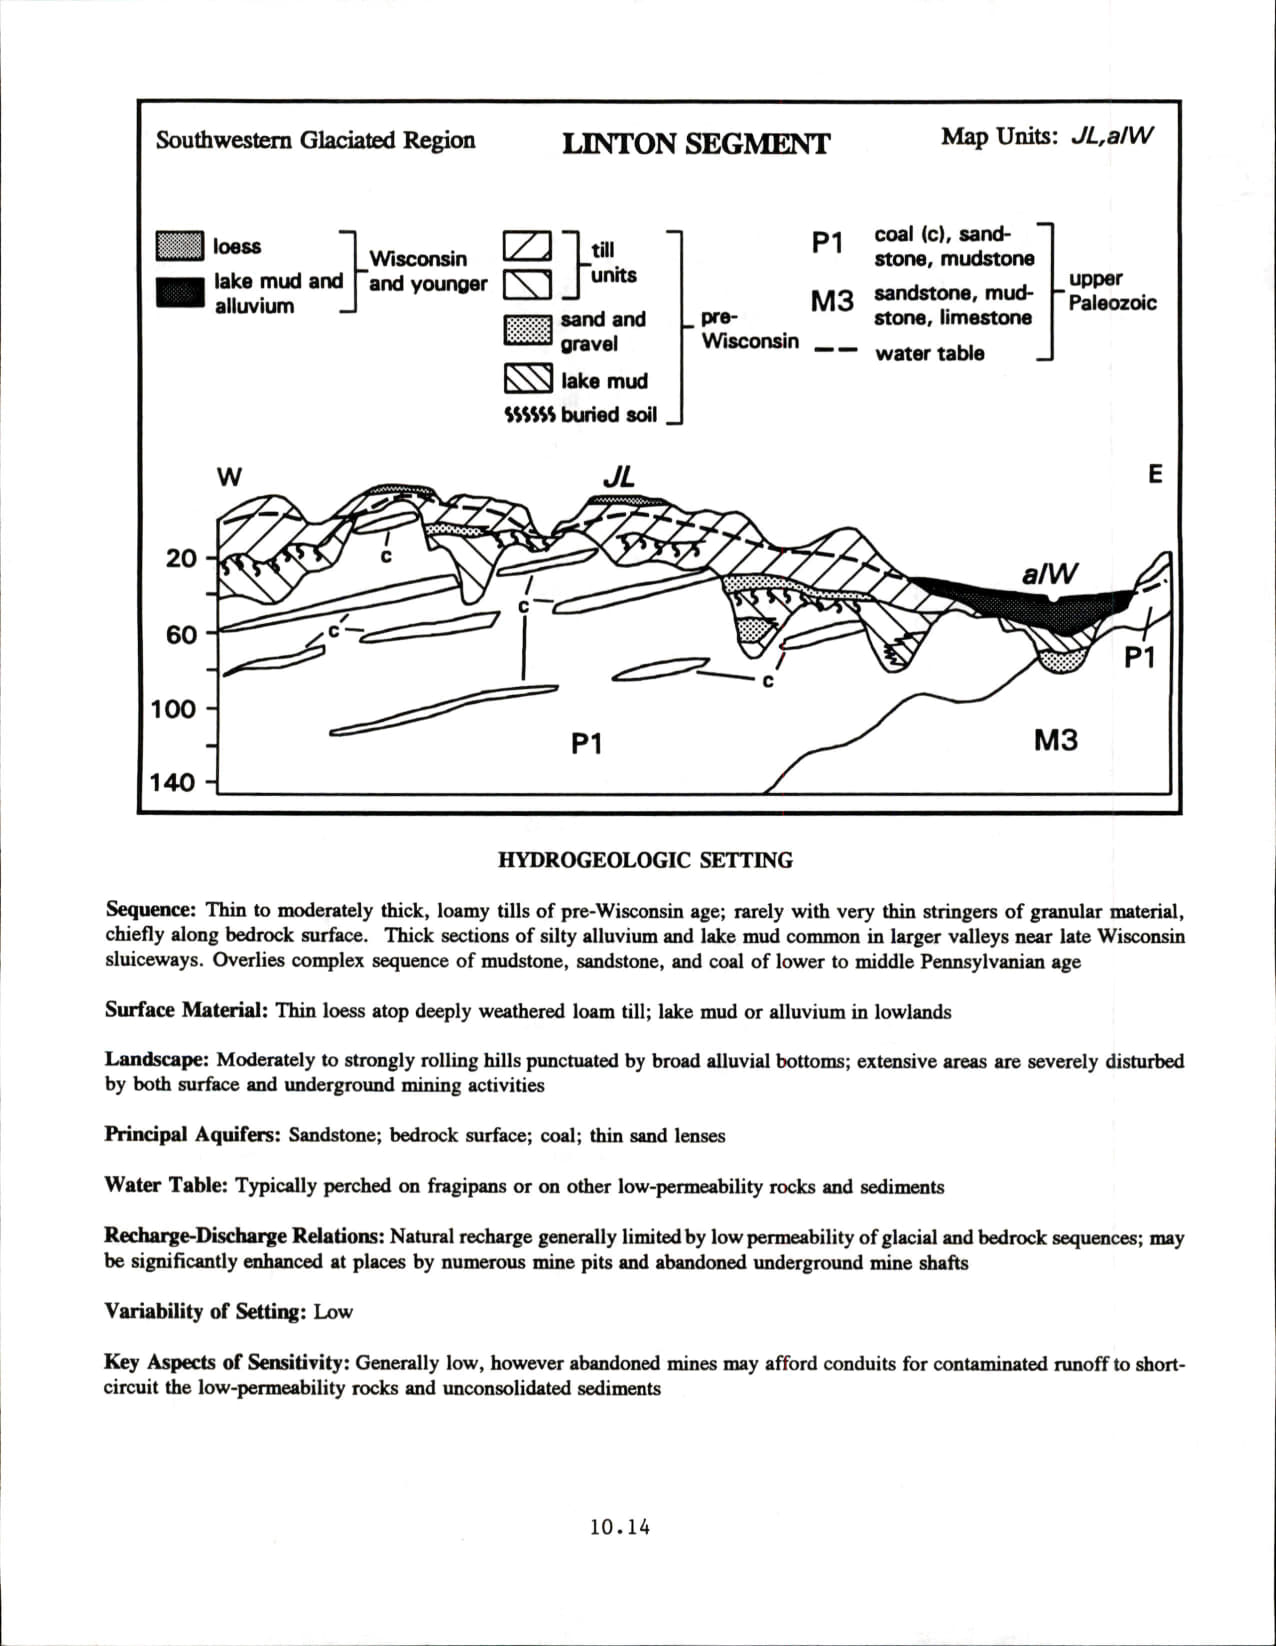 Southwestern Glaciated Region
LINTON SEGMENT
Map Units: JL,alW
loess
lake mud and
alluvium
Wisconsin
and younger
till
units
sand and
gravel
lake mud
buried soil
pre-
Wisconsin
P1
coal (c), sand-
stone, mudstone
M3
sandstone, mud-
stone, limestone
water table
upper
Paleozoic
W
JL
E
20
60
100
140
c
c
c
c
alW
P1
P1
M3
HYDROGEOLOGIC SETTING
Sequence: Thin to moderately thick, loamy tills of pre-Wisconsin age; rarely with very thin stringers of granular material,
chiefly along bedrock surface. Thick sections of silty alluvium and lake mud common in larger valleys near late Wisconsin
sluiceways. Overlies complex sequence of mudstone, sandstone, and coal of lower to middle Pennsylvanian age
Surface Material: Thin loess atop deeply weathered loam till; lake mud or alluvium in lowlands
Landscape: Moderately to strongly rolling hills punctuated by broad alluvial bottoms; extensive areas are severely disturbed
by both surface and underground mining activities
Principal Aquifers: Sandstone; bedrock surface; coal; thin sand lenses
Water Table: Typically perched on fragipans or on other low-permeability rocks and sediments
Recharge-Discharge Relations: Natural recharge generally limited by low permeability of glacial and bedrock sequences; may
be significantly enhanced at places by numerous mine pits and abandoned underground mine shafts
Variability of Setting: Low
Key Aspects of Sensitivity: Generally low, however abandoned mines may afford conduits for contaminated runoff to short-
circuit the low-permeability rocks and unconsolidated sediments
10.14